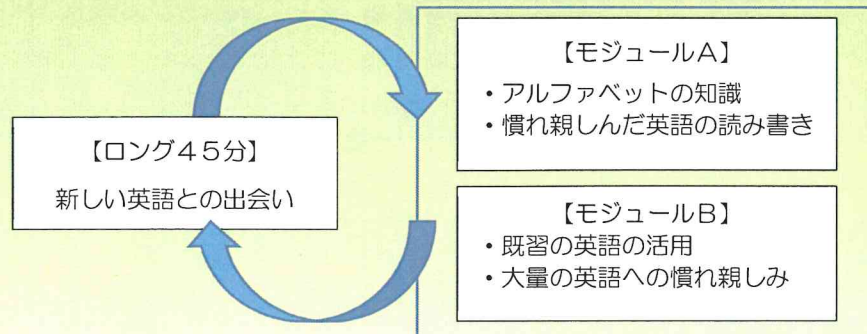 【ロング45分】
新しい英語との出会い
【モジュールA】
・アルファベットの知識
・慣れ親しんだ英語の読み書き
【モジュールB】
・既習の英語の活用
・大量の英語への慣れ親しみ